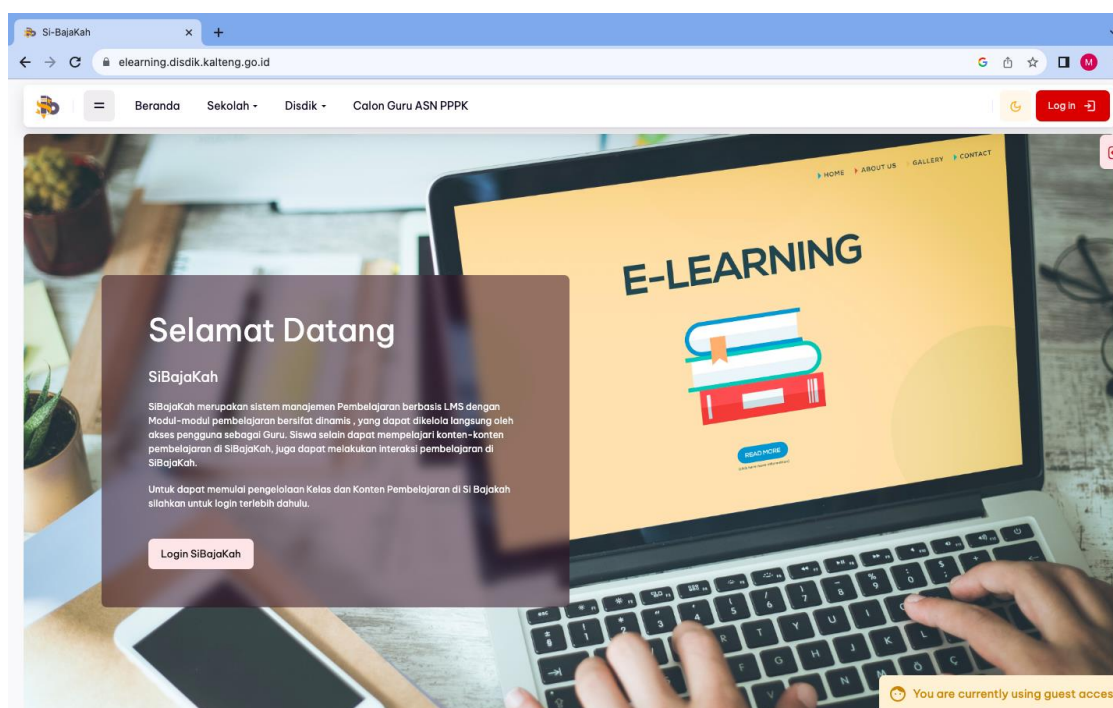 Si-BajaKah
elearning.disdik.kalteng.go.id
G
M
Beranda Sekolah Disdik Calon Guru ASN PPPK
Log in
HOME ABOUT US GALLERY CONTACT
E-LEARNING
READ MORE
Selamat Datang
SiBajaKah
SiBajaKah merupakan sistem manajemen Pembelajaran berbasis LMS dengan
Modul-modul pembelajaran bersifat dinamis , yang dapat dikelola langsung oleh
akses pengguna sebagai Guru. Siswa selain dapat mempelajari konten-konten
pembelajaran di SiBajaKah, juga dapat melakukan interaksi pembelajaran di
SiBajaKah.
Untuk dapat memulai pengelolaan Kelas dan Konten Pembelajaran di Si Bajakah
silahkan untuk login terlebih dahulu.
Login SiBajaKah
You are currently using guest acces